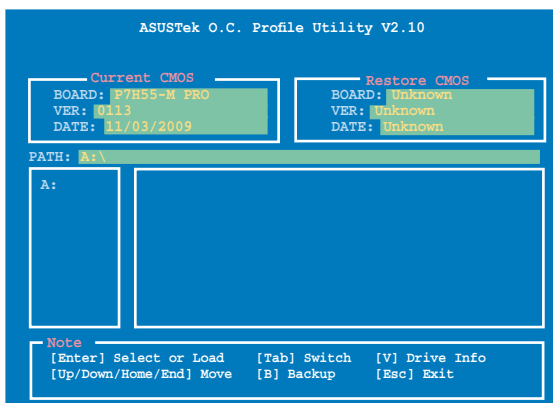 ASUSTek O.C. Profile Utility V2.10
Current CMOS
BOARD: P7H55-M PRO
VER: 0113
DATE: 11/03/2009
Restore CMOS
BOARD: Unknown
VER: Unknown
DATE: Unknown
PATH: A:\
A:
Note
[Enter] Select or Load [Tab] Switch [V] Drive Info
[Up/Down/Home/End] Move [B] Backup [Esc] Exit